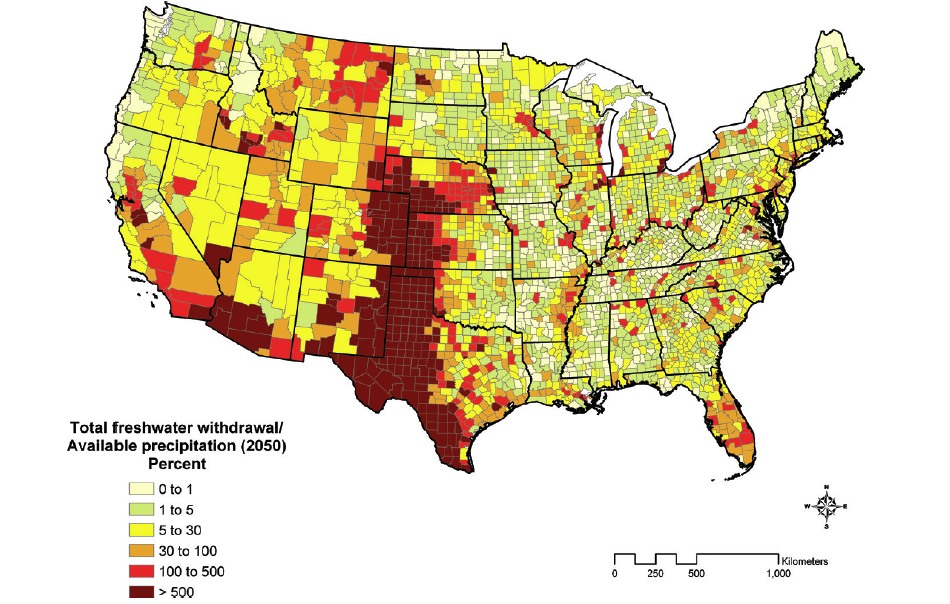 Total freshwater withdrawal/
Available precipitation (2050)
Percent
0 to 1
1 to 5
5 to 30
30 to 100
100 to 500
> 500
N
W E
S
Kilometers
0 250 500 1,000